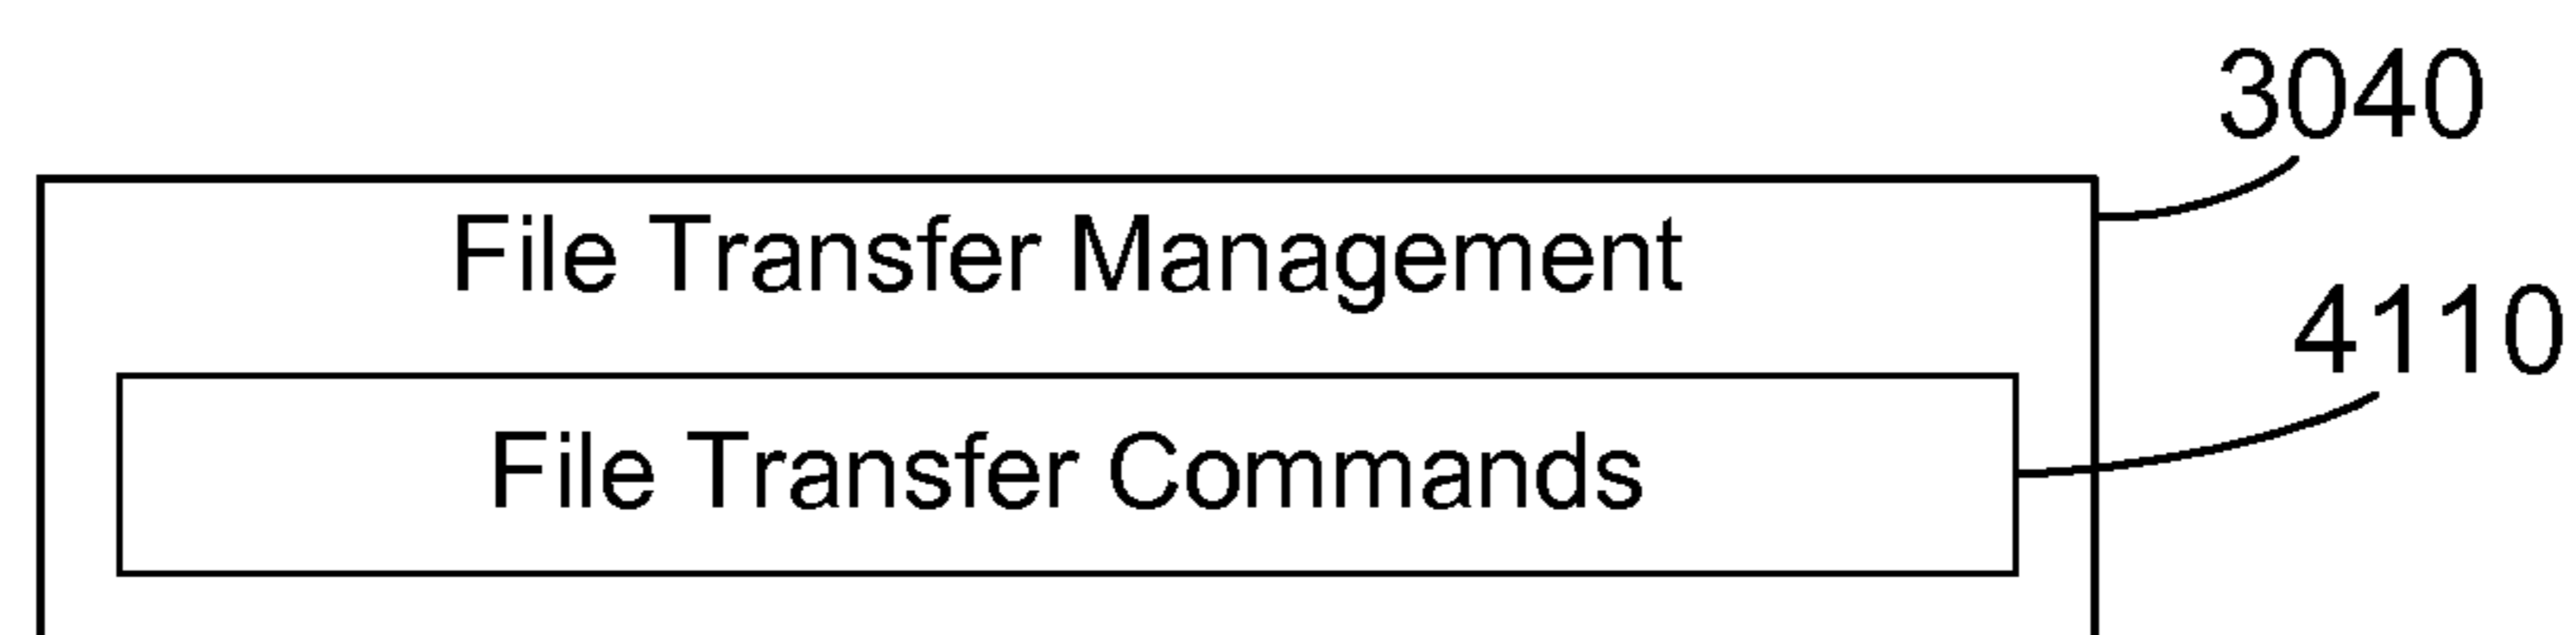 3040
File Transfer Management
4110
File Transfer Commands